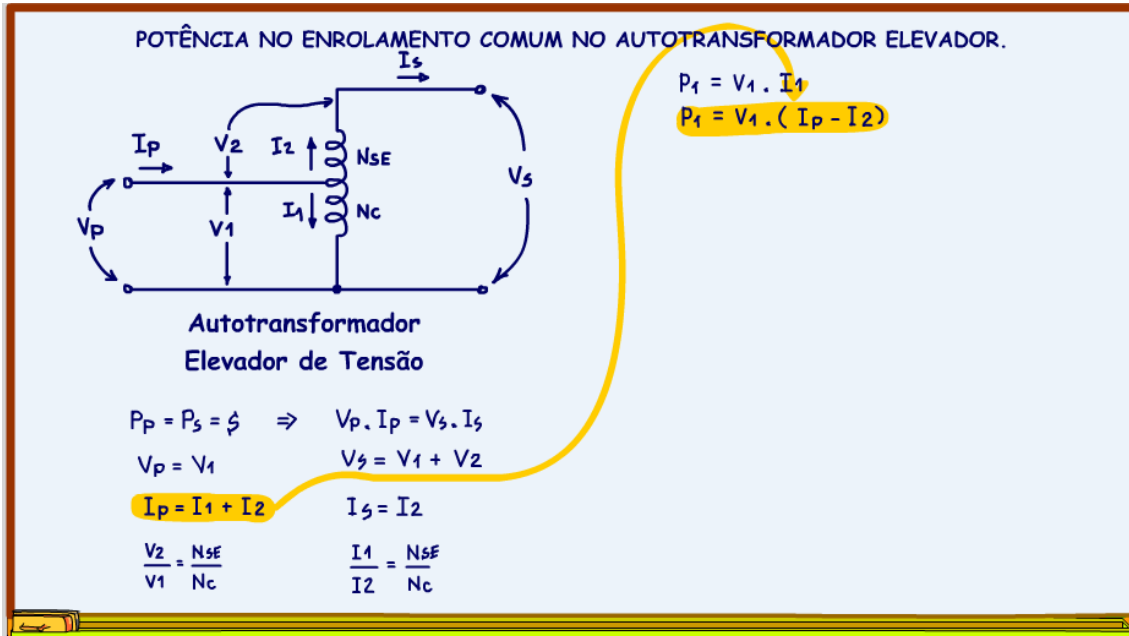 POTÊNCIA NO ENROLAMENTO COMUM NO AUTOTRANSFORMADOR ELEVADOR.
Is
P1 = V1 . I1
P1 = V1 . ( Ip - I2)
Ip
V2
I2
NSE
Vs
Vp
V1
I1
Nc
Autotransformador
Elevador de Tensão
Pp = Ps = $ ⇒ Vp . Ip = Vs . Is
Vp = V1
Vs = V1 + V2
Ip = I1 + I2
Is = I2
V2/V1 = NSE/Nc
I1/I2 = NSE/Nc